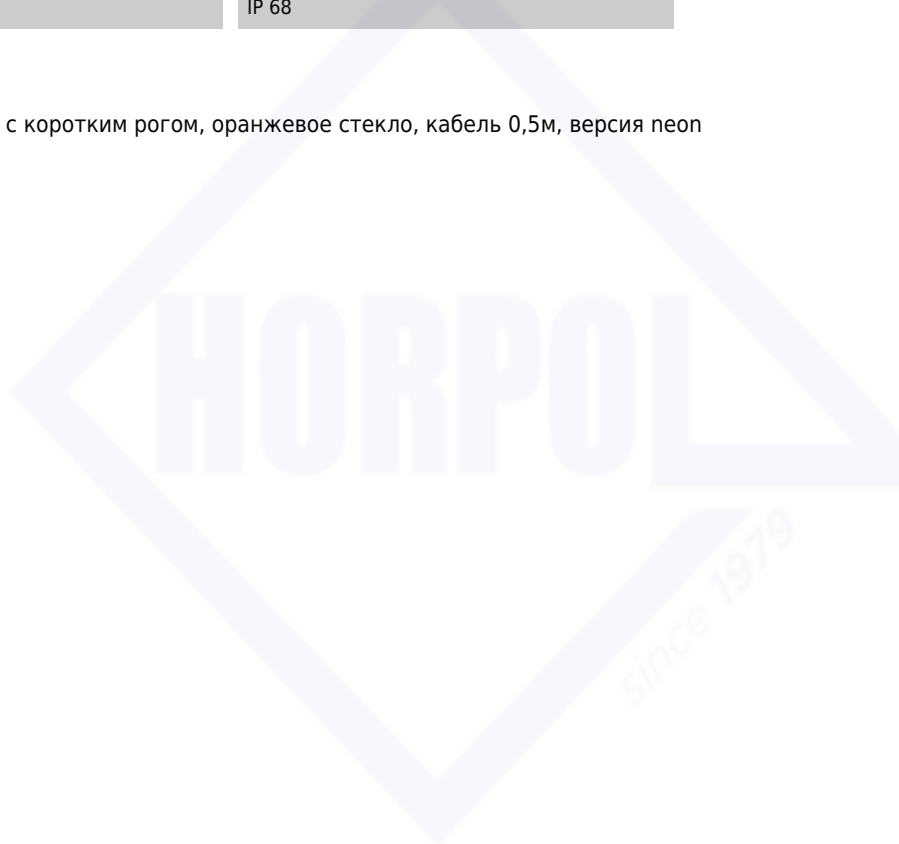 IP 68
с коротким рогом, оранжевое стекло, кабель 0,5м, версия neon
HORPOL
since 1979